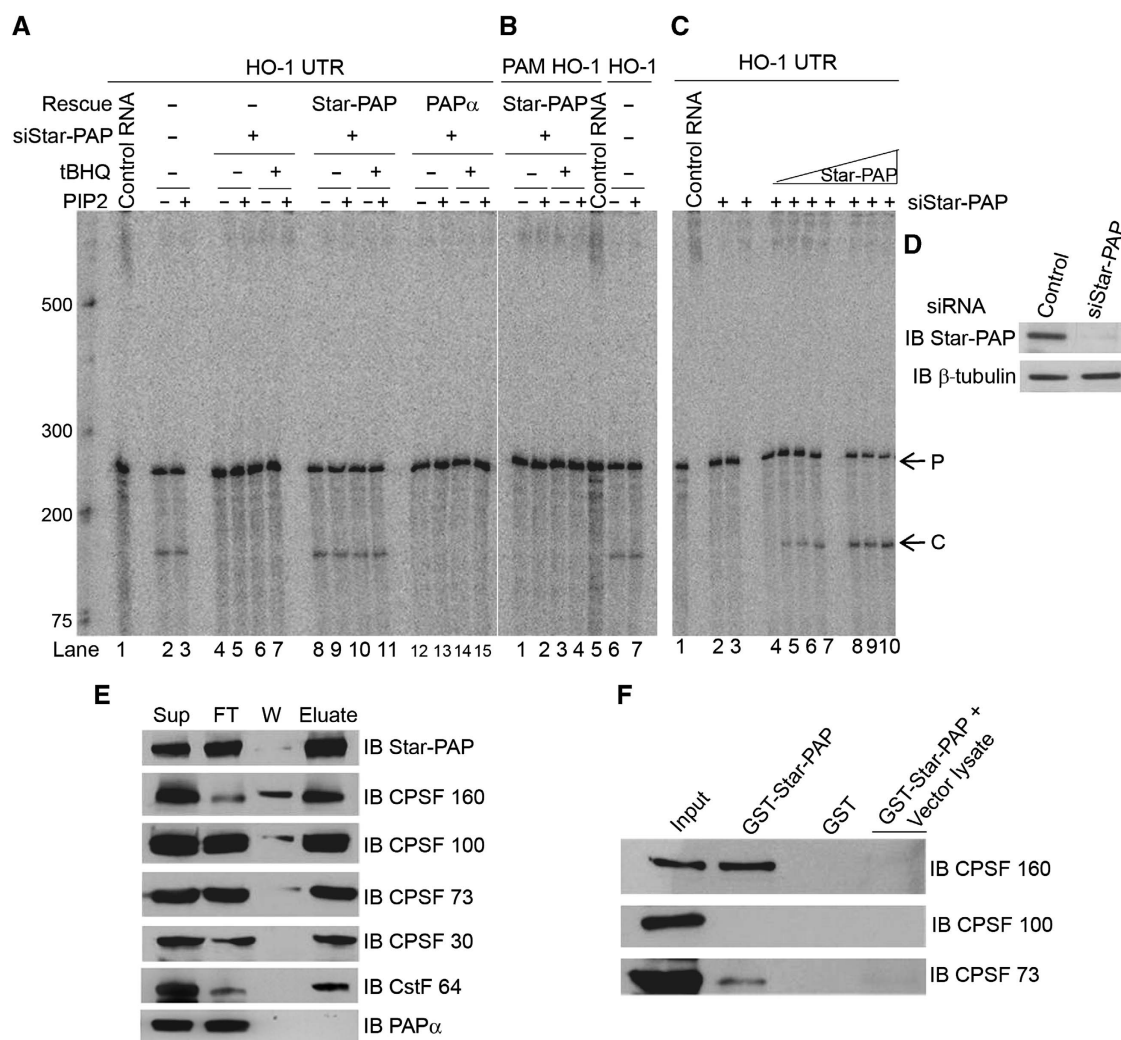 A B C
HO-1 UTR PAM HO-1 HO-1 HO-1 UTR
Rescue – – Star-PAP PAPα Star-PAP –
siStar-PAP – + + + + –
tBHQ – – + – + – + – + –
Star-PAP
PIP2 Control RNA – + – + – + – + – + – + – + – + – + Control RNA – + Control RNA + + + + + + + + + siStar-PAP
500
300
200
75
P
C
Lane 1 2 3 4 5 6 7 8 9 10 11 12 13 14 15 1 2 3 4 5 6 7 1 2 3 4 5 6 7 8 9 10
D
siRNA Control siStar-PAP
IB Star-PAP
IB β-tubulin
E
Sup FT W Eluate
IB Star-PAP
IB CPSF 160
IB CPSF 100
IB CPSF 73
IB CPSF 30
IB CstF 64
IB PAPα
F
Input GST-Star-PAP GST GST-Star-PAP + Vector lysate
IB CPSF 160
IB CPSF 100
IB CPSF 73